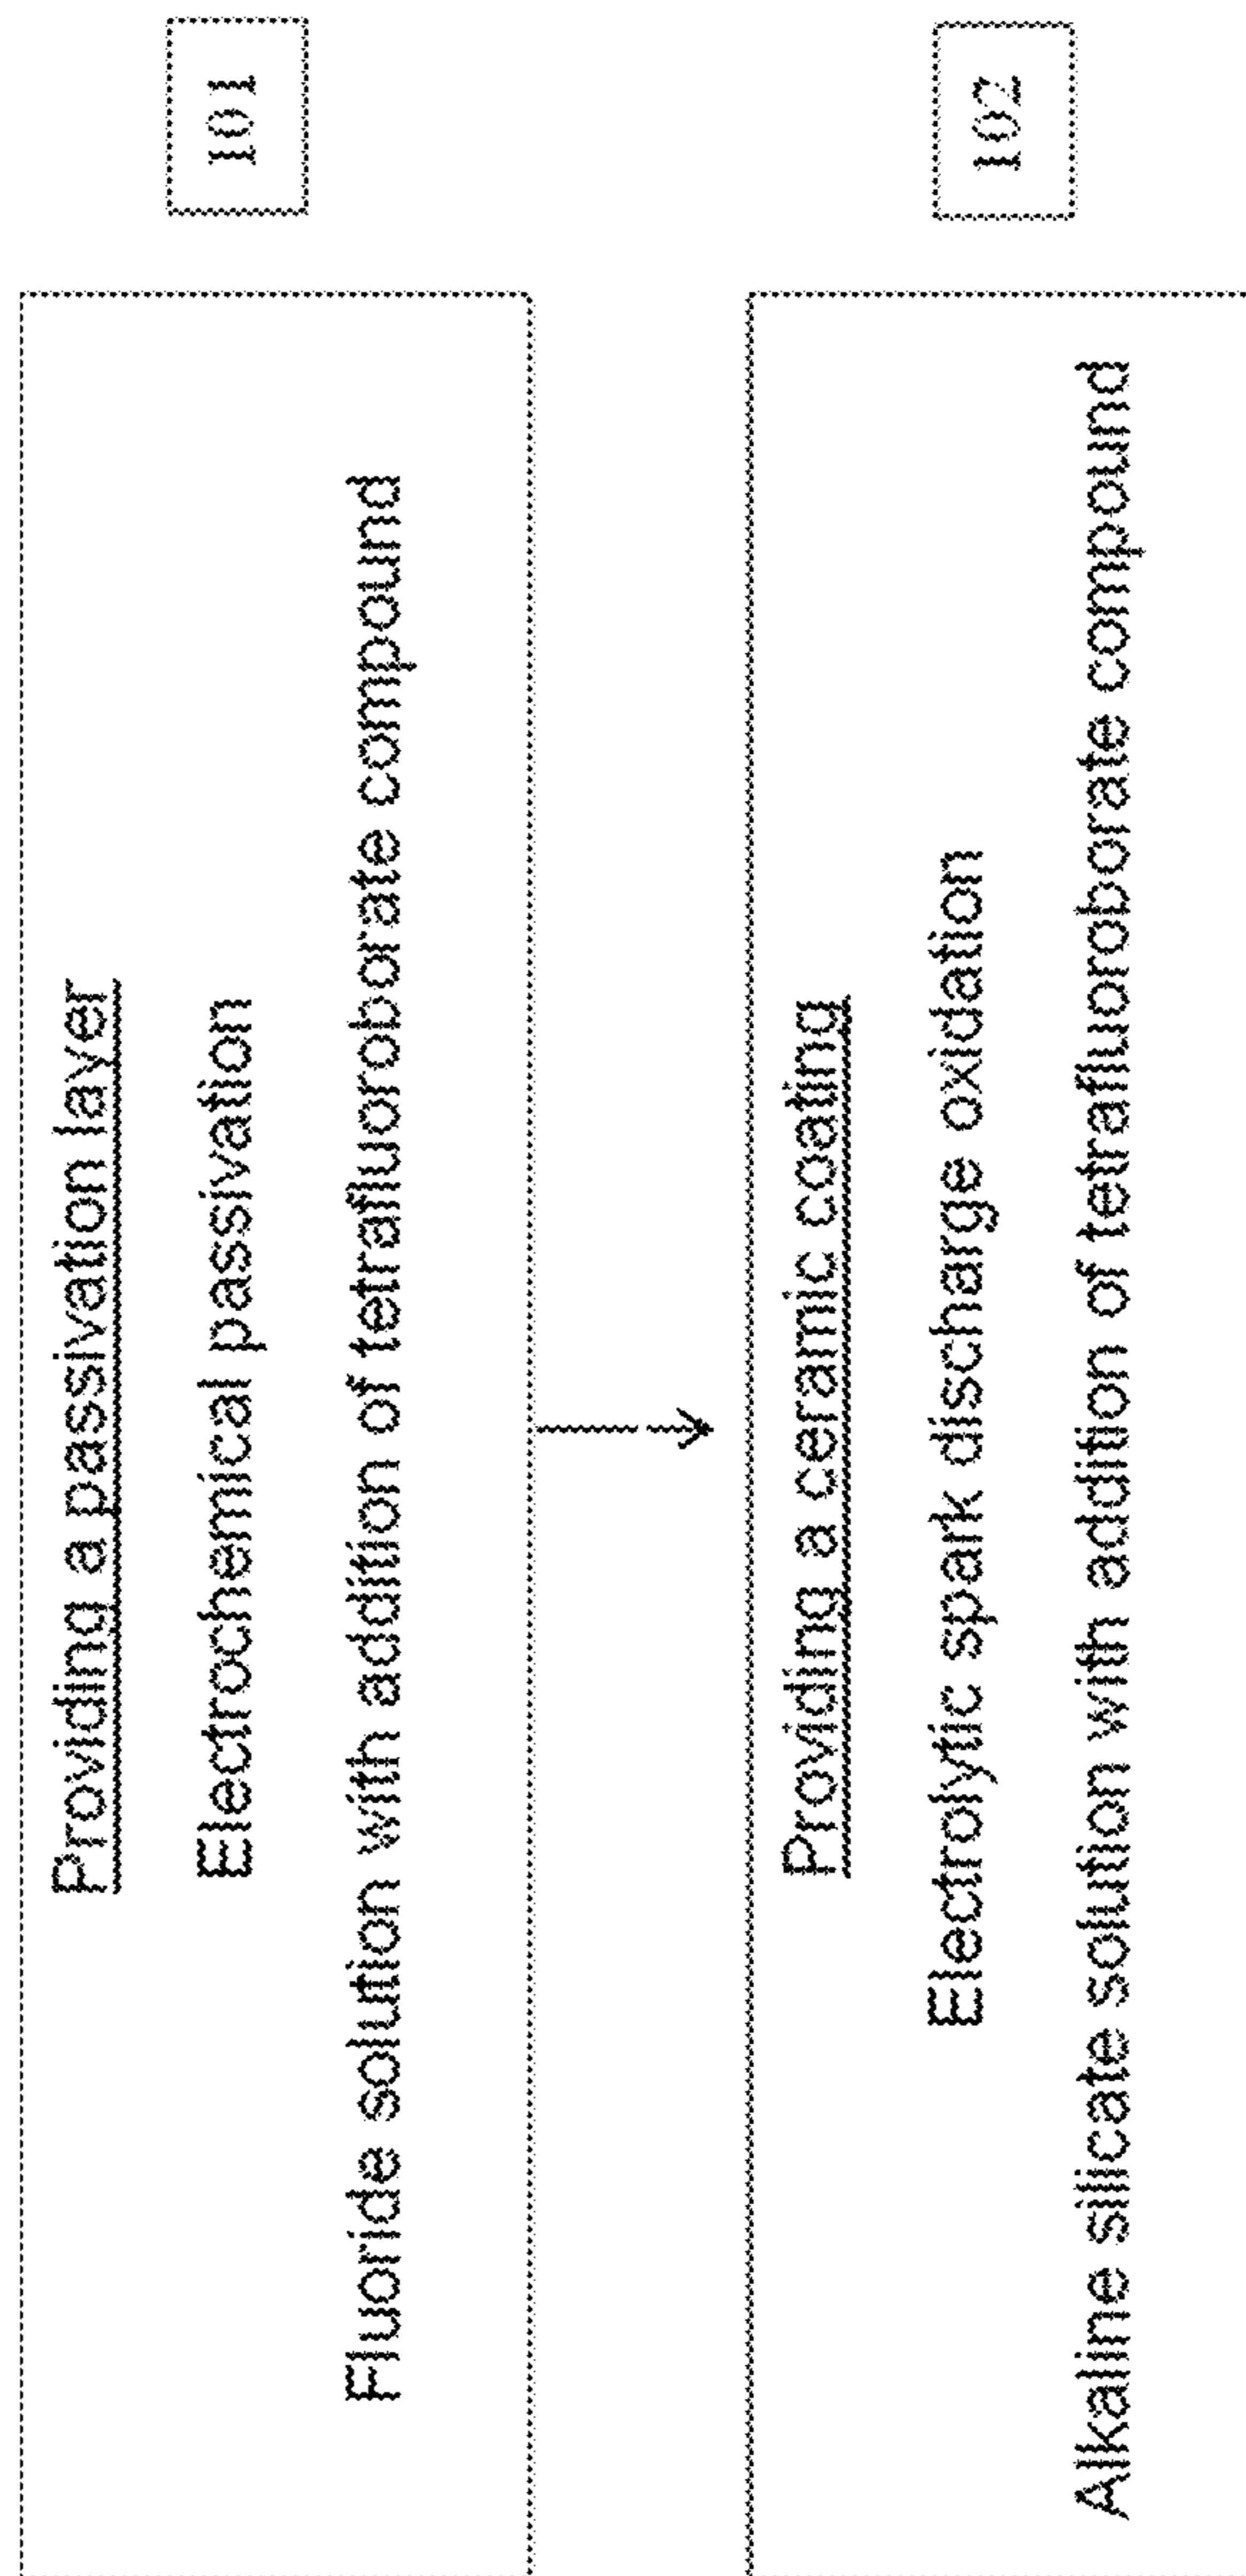 Providing a passivation layer
Electrochemical passivation
Fluoride solution with addition of tetrafluoroborate compound
101
Providing a ceramic coating
Electrolytic spark discharge oxidation
Alkaline silicate solution with addition of tetrafluoroborate compound
102